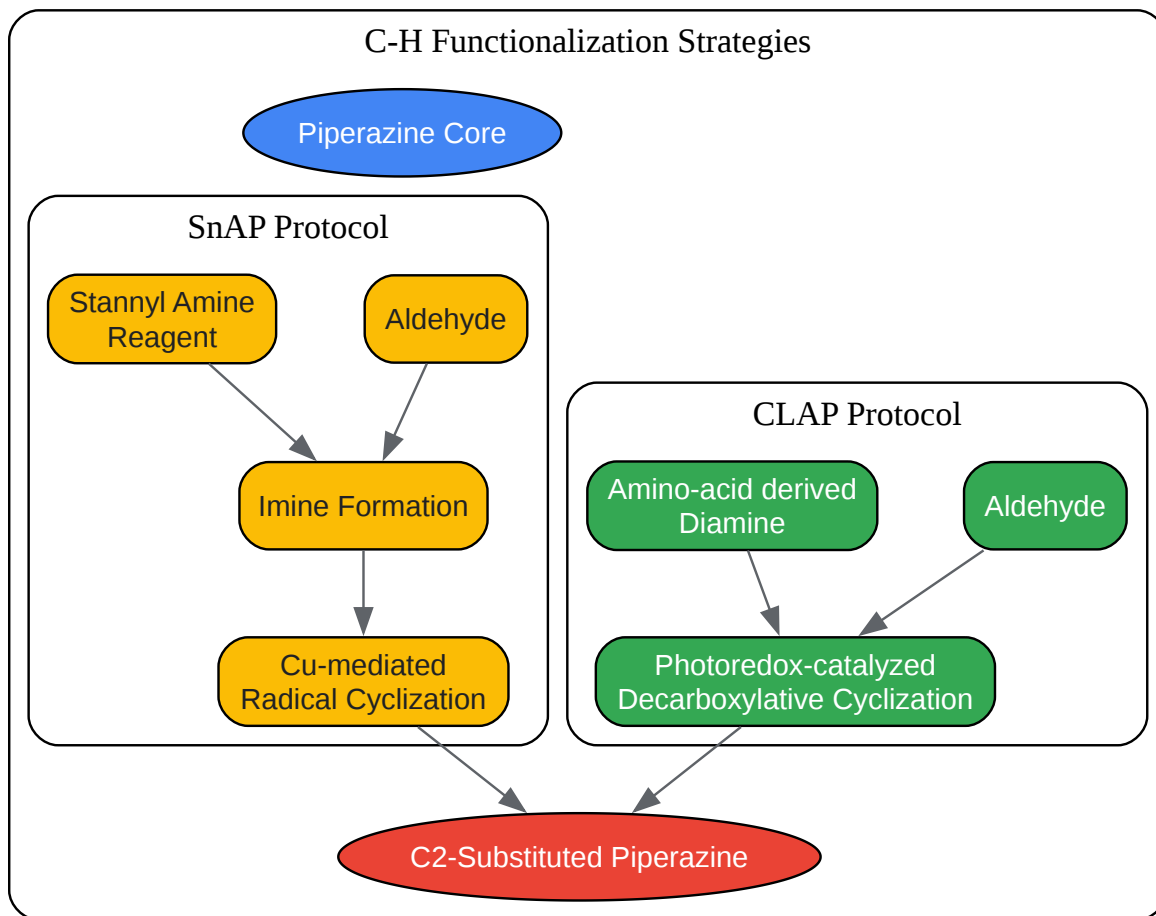 C-H Functionalization Strategies
Piperazine Core
SnAP Protocol
Stannyl Amine
Reagent
Aldehyde
Imine Formation
Cu-mediated
Radical Cyclization
CLAP Protocol
Amino-acid derived
Diamine
Aldehyde
Photoredox-catalyzed
Decarboxylative Cyclization
C2-Substituted Piperazine